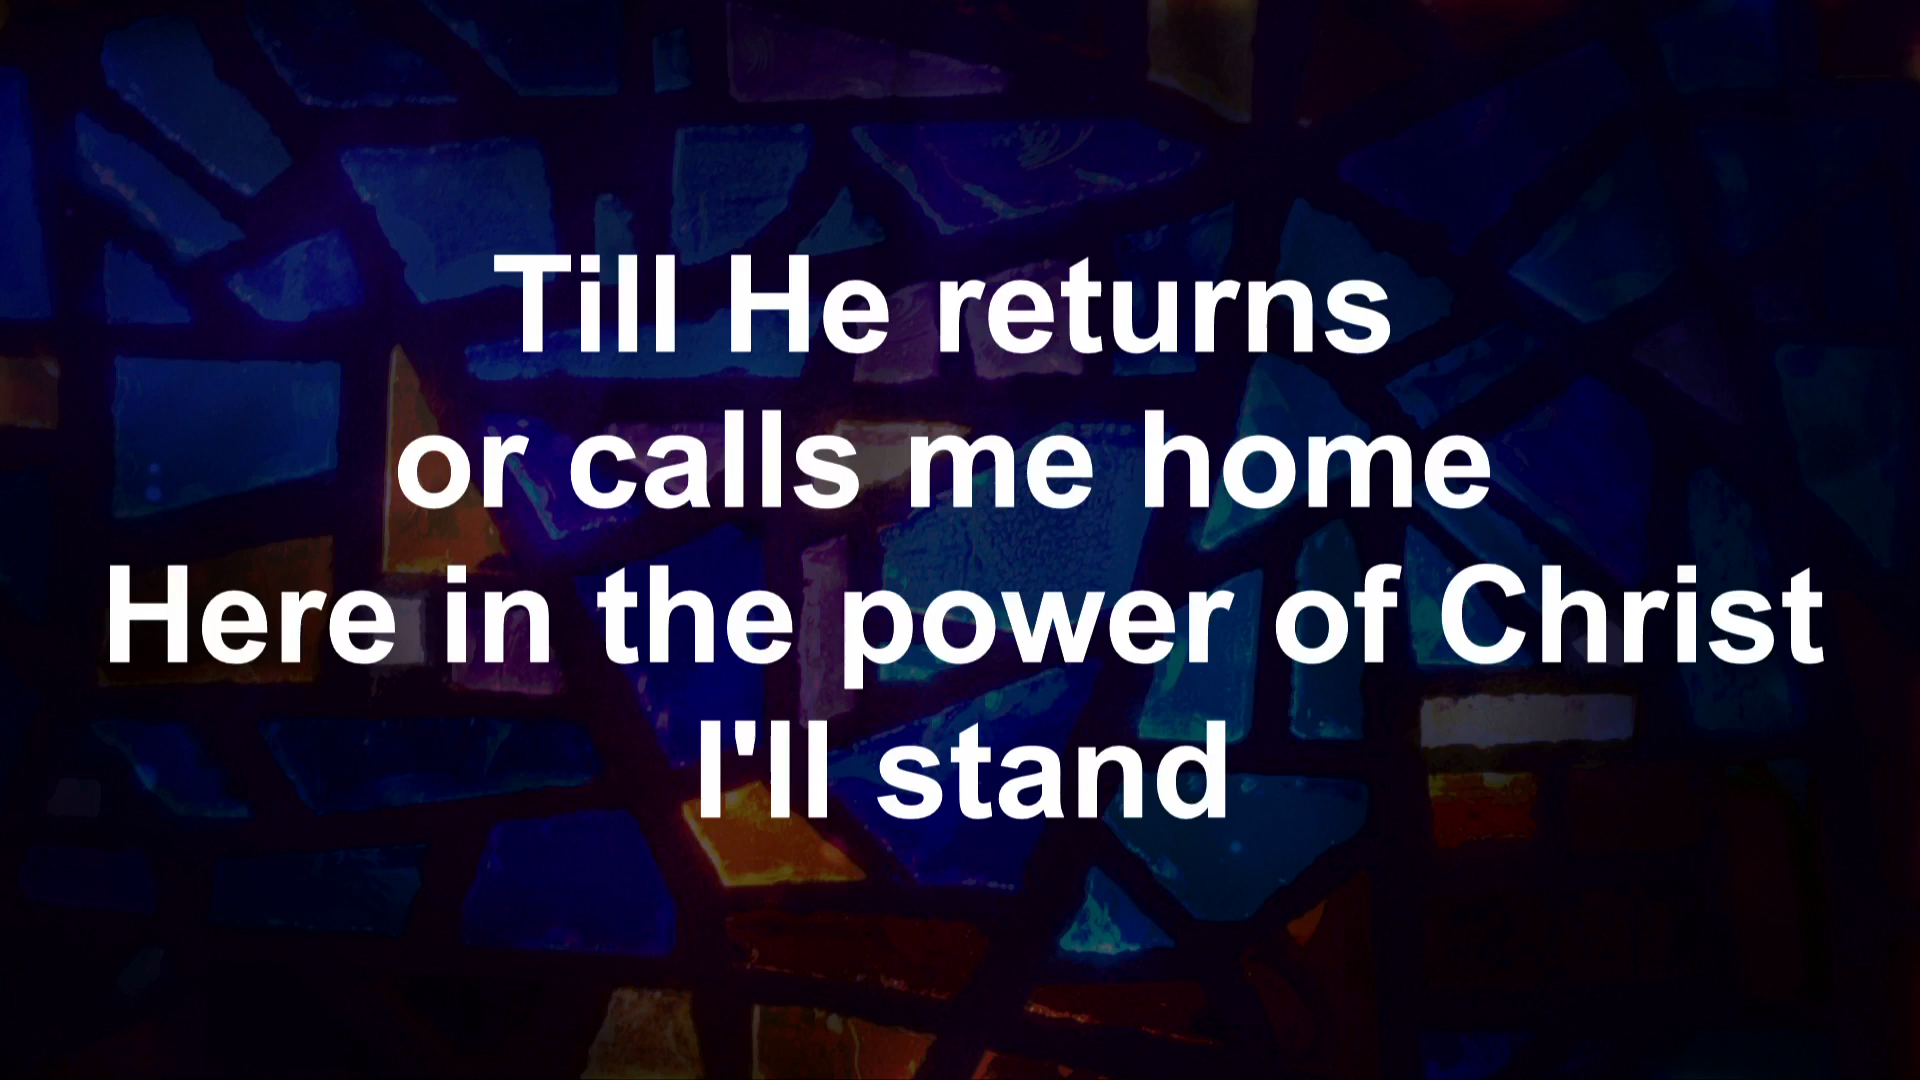 Till He returns
or calls me home
Here in the power of Christ
I'll stand